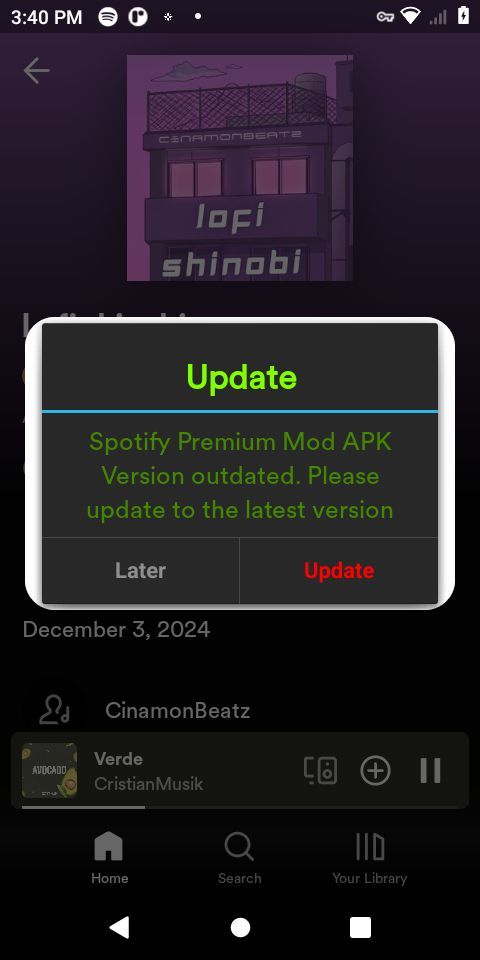 3:40 PM
CINAMONBEATZ
lofi
shinobi
Update
Spotify Premium Mod APK
Version outdated. Please
update to the latest version
Later
Update
December 3, 2024
CinamonBeatz
AVOCADO
Verde
CristianMusik
Home
Search
Your Library